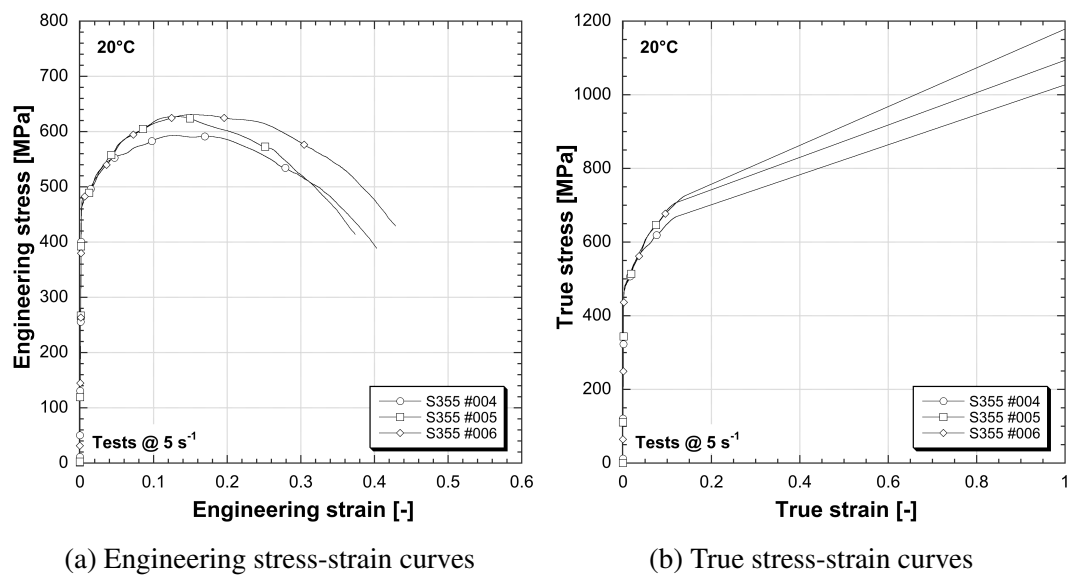 800
700
600
500
400
300
200
100
0
Engineering stress [MPa]
20°C
Tests @ 5 s-1
S355 #004
S355 #005
S355 #006
0 0.1 0.2 0.3 0.4 0.5 0.6
Engineering strain [-]
(a) Engineering stress-strain curves
1200
1000
800
600
400
200
0
True stress [MPa]
20°C
Tests @ 5 s-1
S355 #004
S355 #005
S355 #006
0 0.2 0.4 0.6 0.8 1
True strain [-]
(b) True stress-strain curves